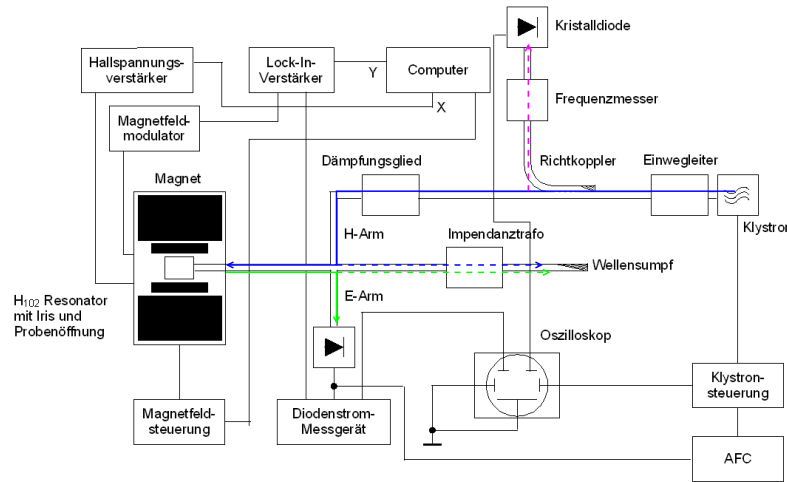 Kristalldiode
Hallspannungs-
verstärker
Lock-In-
Verstärker
Y
Computer
X
Frequenzmesser
Magnetfeld-
modulator
Richtkoppler
Dämpfungsglied
Einwegleiter
Magnet
Klystron
H-Arm
Impendanztrafo
Wellensumpf
E-Arm
H102 Resonator
mit Iris und
Probenöffnung
Oszilloskop
Klystron-
steuerung
Magnetfeld-
steuerung
Diodenstrom-
Messgerät
AFC